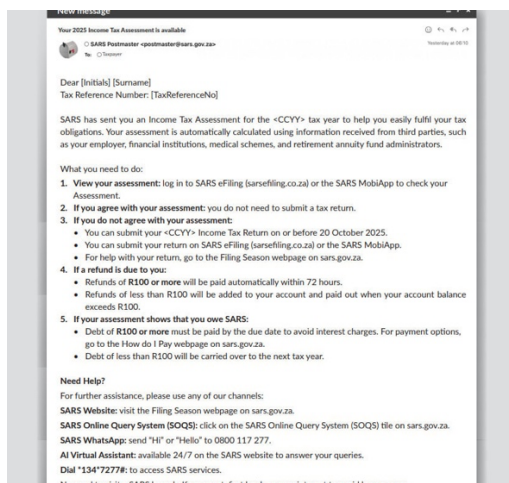 New message
Your 2025 Income Tax Assessment is available
SARS Postmaster <postmaster@sars.gov.za>
Yesterday at 08:10
To: Taxpayer
Dear [Initials] [Surname]
Tax Reference Number: [TaxReferenceNo]
SARS has sent you an Income Tax Assessment for the <CCYY> tax year to help you easily fulfil your tax
obligations. Your assessment is automatically calculated using information received from third parties, such
as your employer, financial institutions, medical schemes, and retirement annuity fund administrators.
What you need to do:
1. View your assessment: log in to SARS eFiling (sarsefiling.co.za) or the SARS MobiApp to check your
Assessment.
2. If you agree with your assessment: you do not need to submit a tax return.
3. If you do not agree with your assessment:
• You can submit your <CCYY> Income Tax Return on or before 20 October 2025.
• You can submit your return on SARS eFiling (sarsefiling.co.za) or the SARS MobiApp.
• For help with your return, go to the Filing Season webpage on sars.gov.za.
4. If a refund is due to you:
• Refunds of R100 or more will be paid automatically within 72 hours.
• Refunds of less than R100 will be added to your account and paid out when your account balance
exceeds R100.
5. If your assessment shows that you owe SARS:
• Debt of R100 or more must be paid by the due date to avoid interest charges. For payment options,
go to the How do I Pay webpage on sars.gov.za.
• Debt of less than R100 will be carried over to the next tax year.
Need Help?
For further assistance, please use any of our channels:
SARS Website: visit the Filing Season webpage on sars.gov.za.
SARS Online Query System (SOQS): click on the SARS Online Query System (SOQS) tile on sars.gov.za.
SARS WhatsApp: send "Hi" or "Hello" to 0800 117 277.
AI Virtual Assistant: available 24/7 on the SARS website to answer your queries.
Dial *134*7277#: to access SARS services.